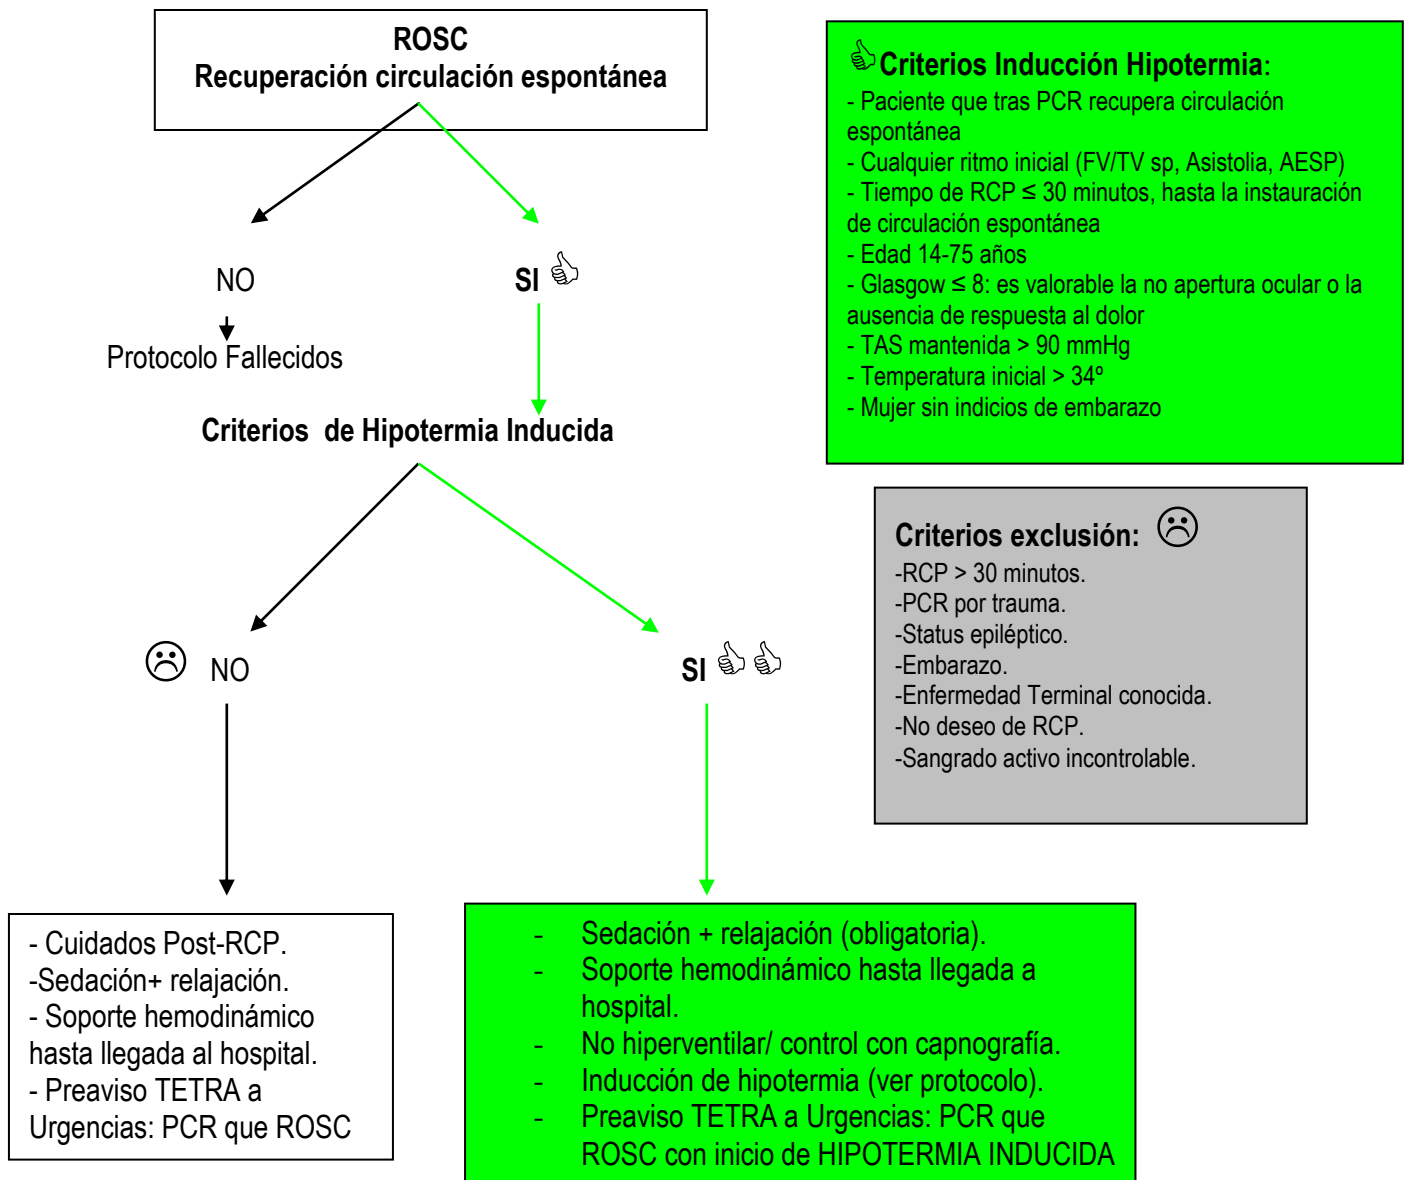 ROSC
Recuperación circulación espontánea
NO
SI
Protocolo Fallecidos
Criterios de Hipotermia Inducida
NO
SI
- Cuidados Post-RCP.
-Sedación+ relajación.
- Soporte hemodinámico
hasta llegada al hospital.
- Preaviso TETRA a
Urgencias: PCR que ROSC
- Sedación + relajación (obligatoria).
- Soporte hemodinámico hasta llegada a
hospital.
- No hiperventilar/ control con capnografía.
- Inducción de hipotermia (ver protocolo).
- Preaviso TETRA a Urgencias: PCR que
ROSC con inicio de HIPOTERMIA INDUCIDA
Criterios Inducción Hipotermia:
- Paciente que tras PCR recupera circulación
espontánea
- Cualquier ritmo inicial (FV/TV sp, Asistolia, AESP)
- Tiempo de RCP ≤ 30 minutos, hasta la instauración
de circulación espontánea
- Edad 14-75 años
- Glasgow ≤ 8: es valorable la no apertura ocular o la
ausencia de respuesta al dolor
- TAS mantenida > 90 mmHg
- Temperatura inicial > 34º
- Mujer sin indicios de embarazo
Criterios exclusión:
-RCP > 30 minutos.
-PCR por trauma.
-Status epiléptico.
-Embarazo.
-Enfermedad Terminal conocida.
-No deseo de RCP.
-Sangrado activo incontrolable.